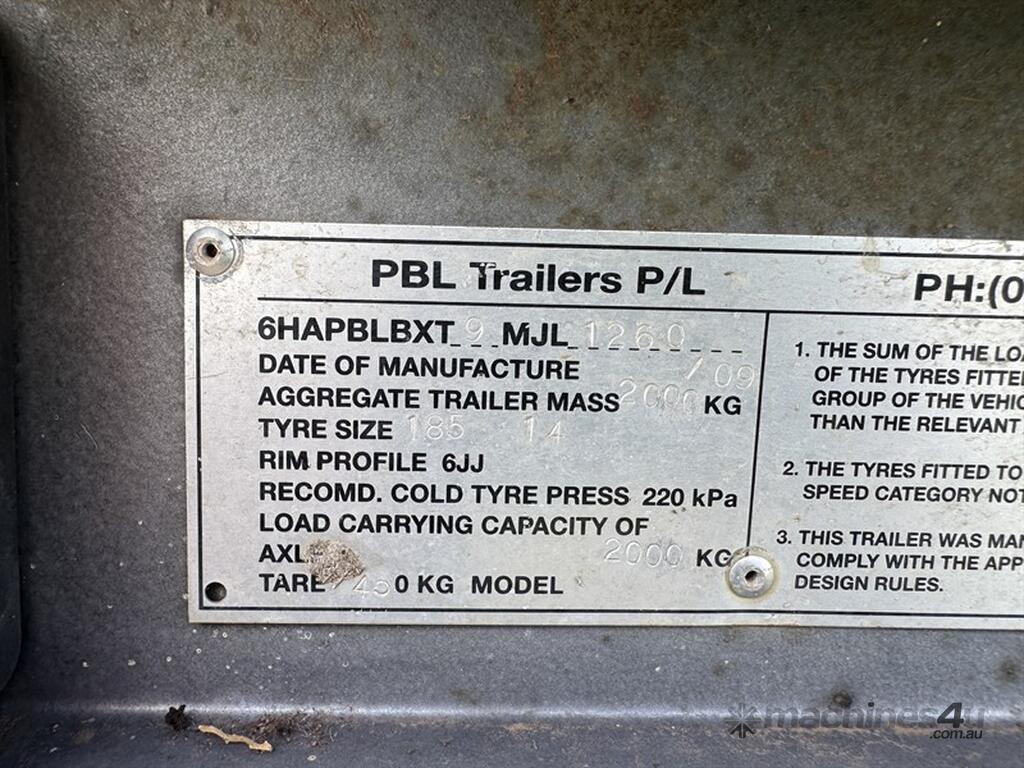 PBL Trailers P/L
PH:(0
6HAPBLBXT 9 MJL 1260
DATE OF MANUFACTURE /09
AGGREGATE TRAILER MASS 2000 KG
TYRE SIZE 185 14
RIM PROFILE 6JJ
RECOMD. COLD TYRE PRESS 220 kPa
LOAD CARRYING CAPACITY OF
AXL 2000 KG
TARE 0 KG MODEL
1. THE SUM OF THE LOA
OF THE TYRES FITTE
GROUP OF THE VEHIC
THAN THE RELEVANT
2. THE TYRES FITTED TO
SPEED CATEGORY NOT
3. THIS TRAILER WAS MAN
COMPLY WITH THE APP
DESIGN RULES.
machines4u
.com.au